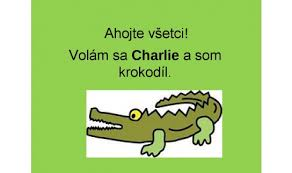 Ahojte všetci!
Volám sa Charlie a som
krokodíl.